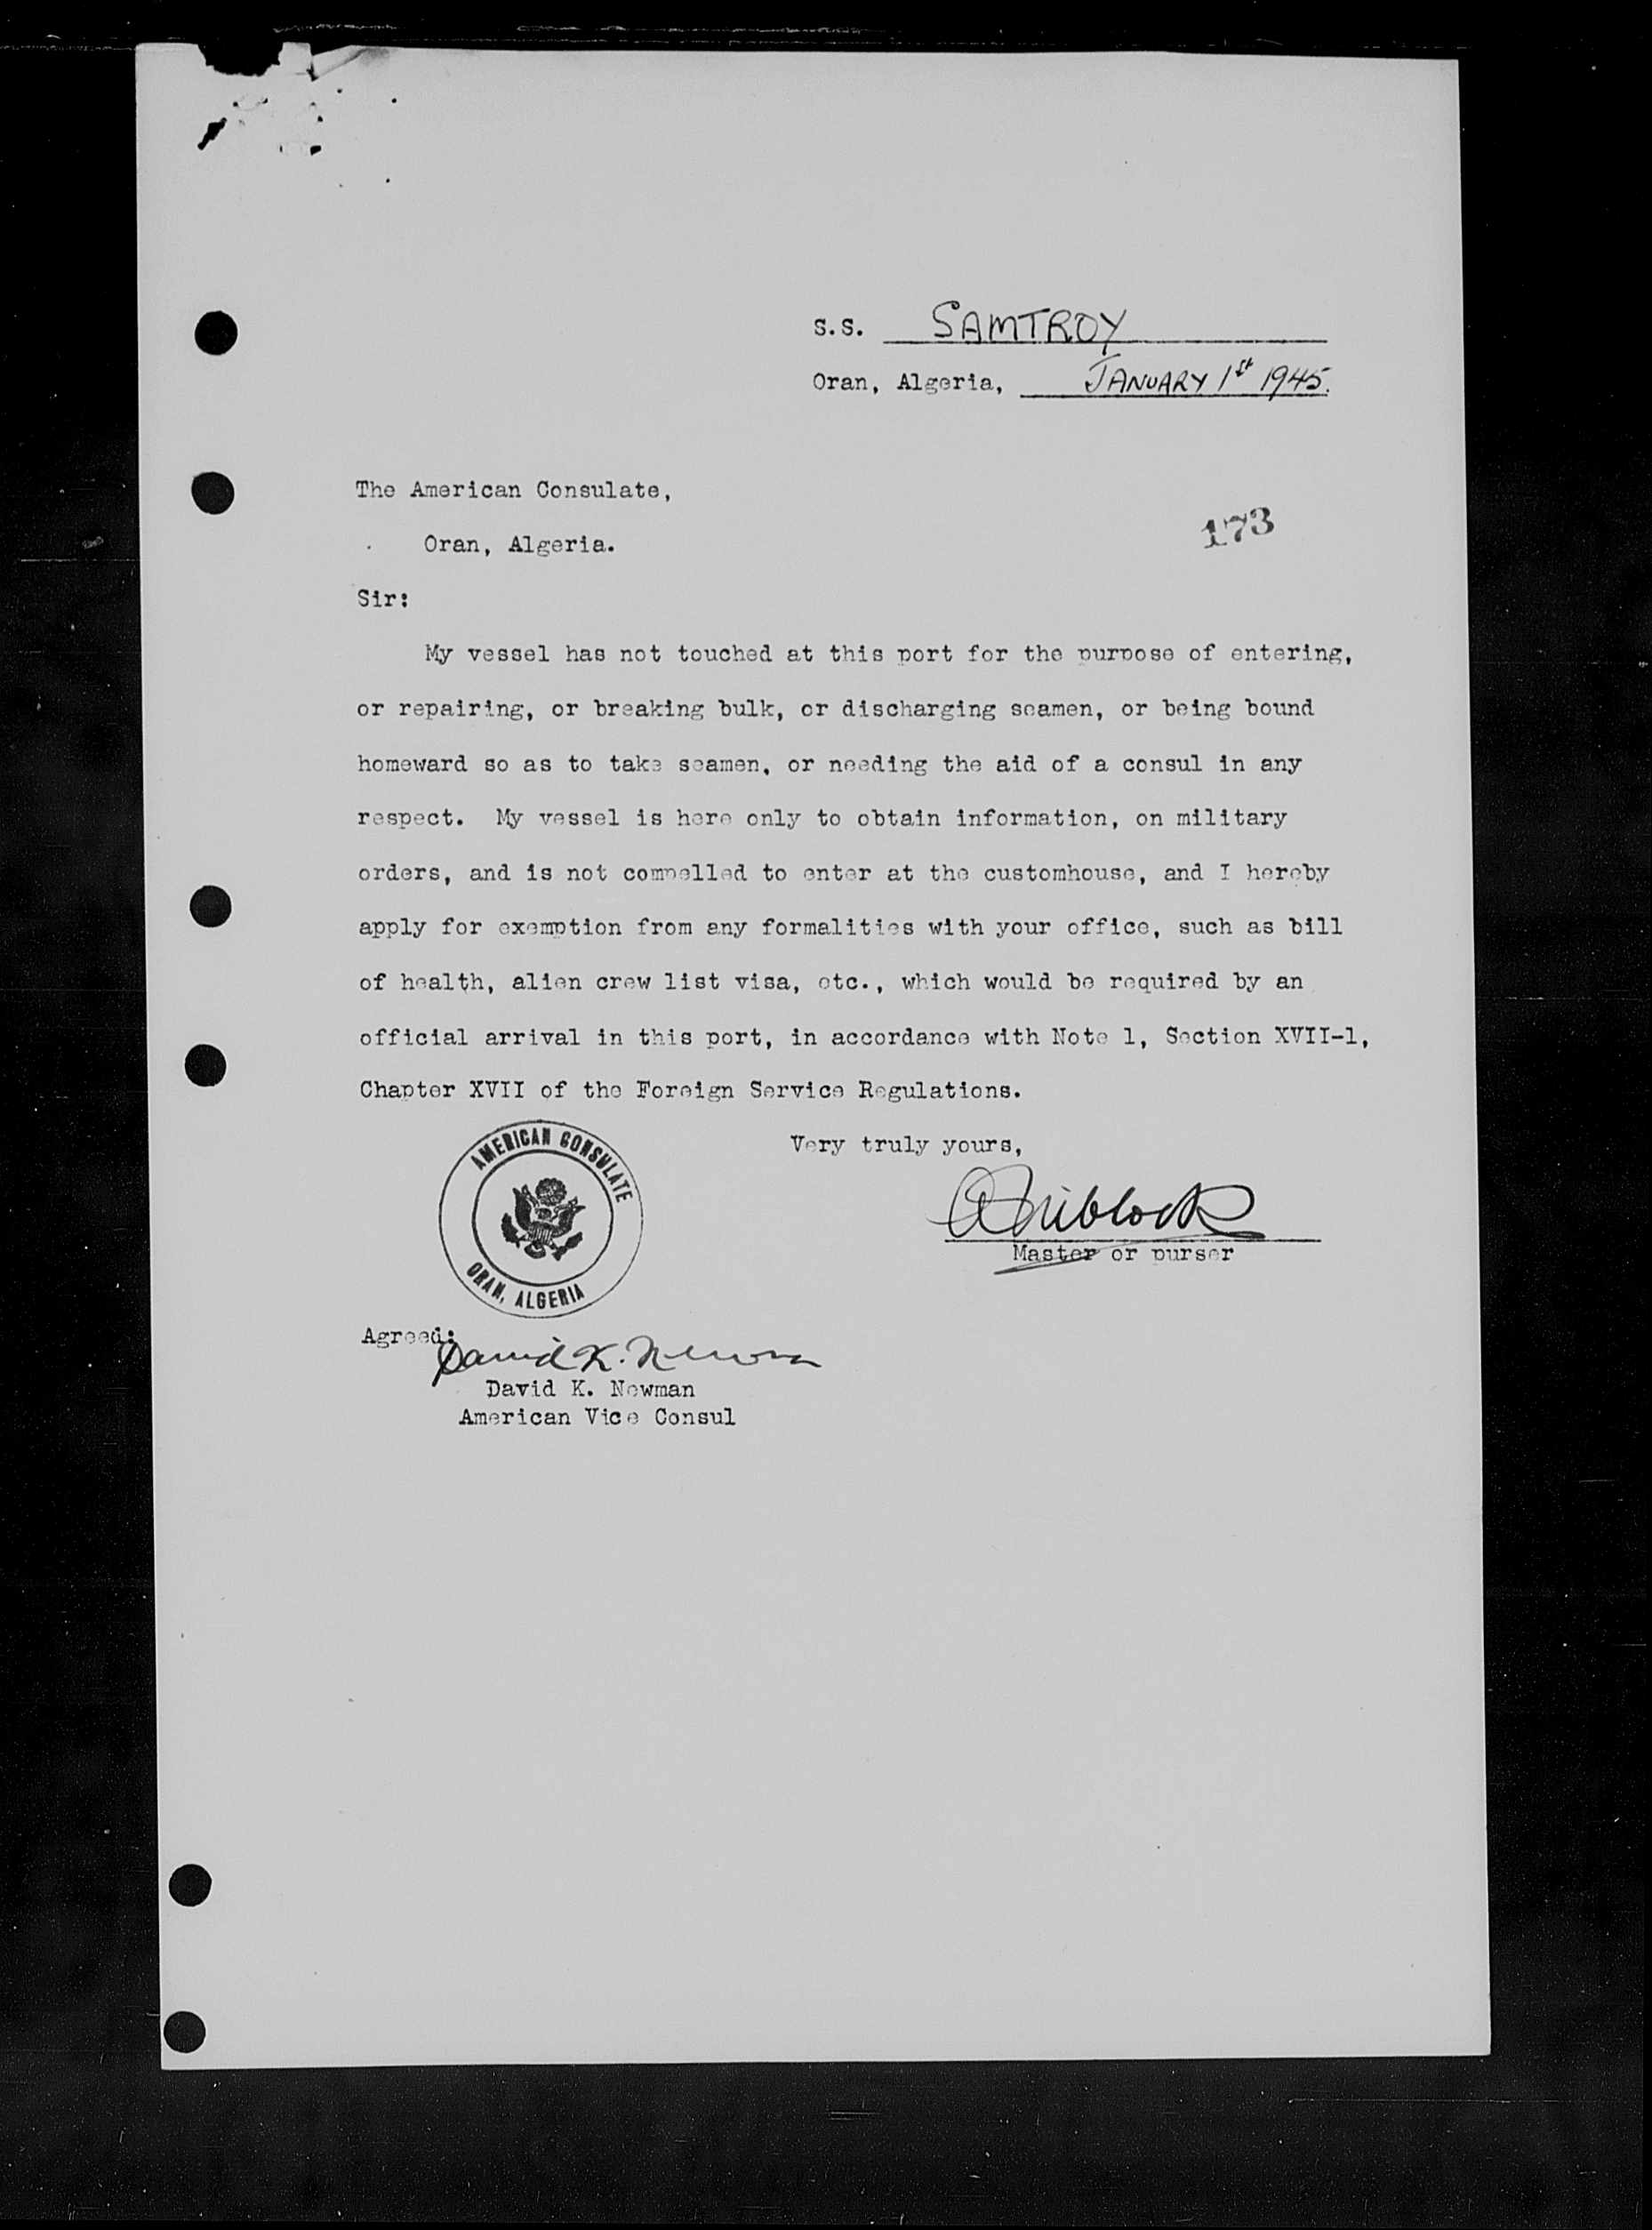 S.S. SAMTROY
Oran, Algeria, JANUARY 1st 1945.
The American Consulate,
173
Oran, Algeria.
Sir:
My vessel has not touched at this port for the purpose of entering,
or repairing, or breaking bulk, or discharging seamen, or being bound
homeward so as to take seamen, or needing the aid of a consul in any
respect. My vessel is here only to obtain information, on military
orders, and is not compelled to enter at the customhouse, and I hereby
apply for exemption from any formalities with your office, such as bill
of health, alien crew list visa, etc., which would be required by an
official arrival in this port, in accordance with Note 1, Section XVII-1,
Chapter XVII of the Foreign Service Regulations.
AMERICAN CONSULATE
ORAN, ALGERIA
Very truly yours,
Niblock
Master or purser
Agreed:
David K. Newman
David K. Newman
American Vice Consul